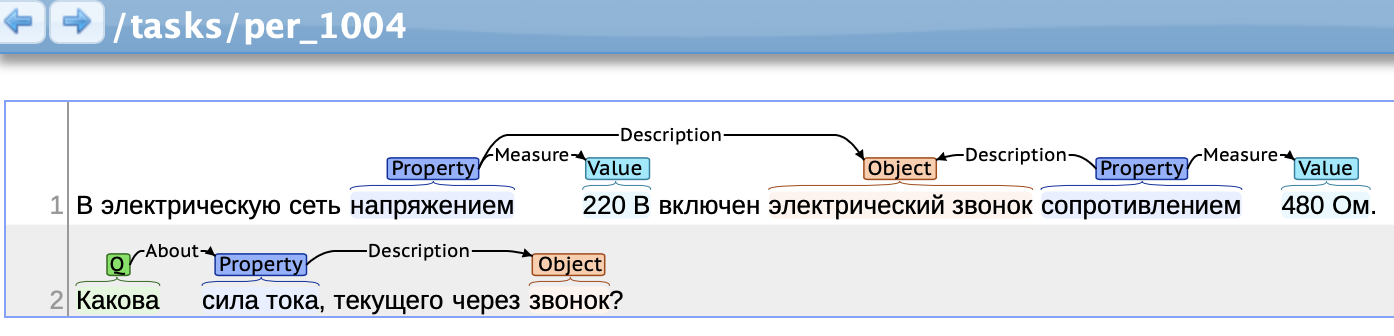 /tasks/per_1004
Description
Measure Description Measure
Property Value Object Property Value
1 В электрическую сеть напряжением 220 В включен электрический звонок сопротивлением 480 Ом.
About Description
Q Property Object
2 Какова сила тока, текущего через звонок?